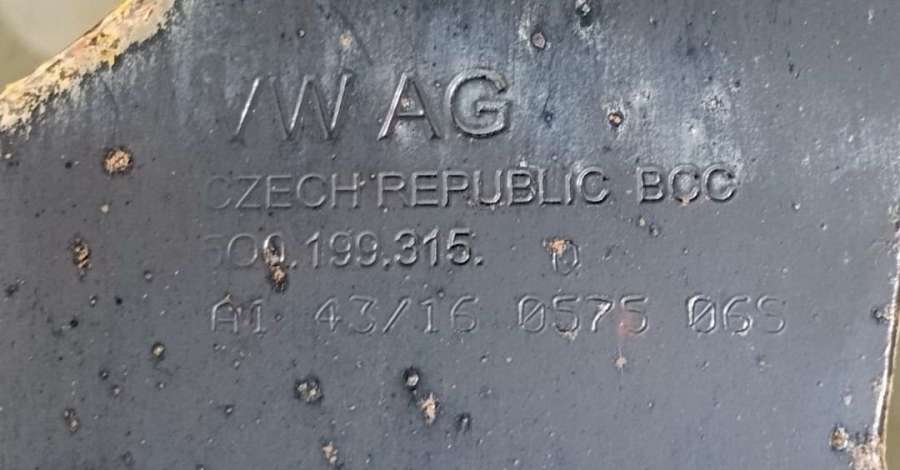 VW AG
CZECH REPUBLIC BCC
5Q0.199.315.
A1 43/16 0575 06S